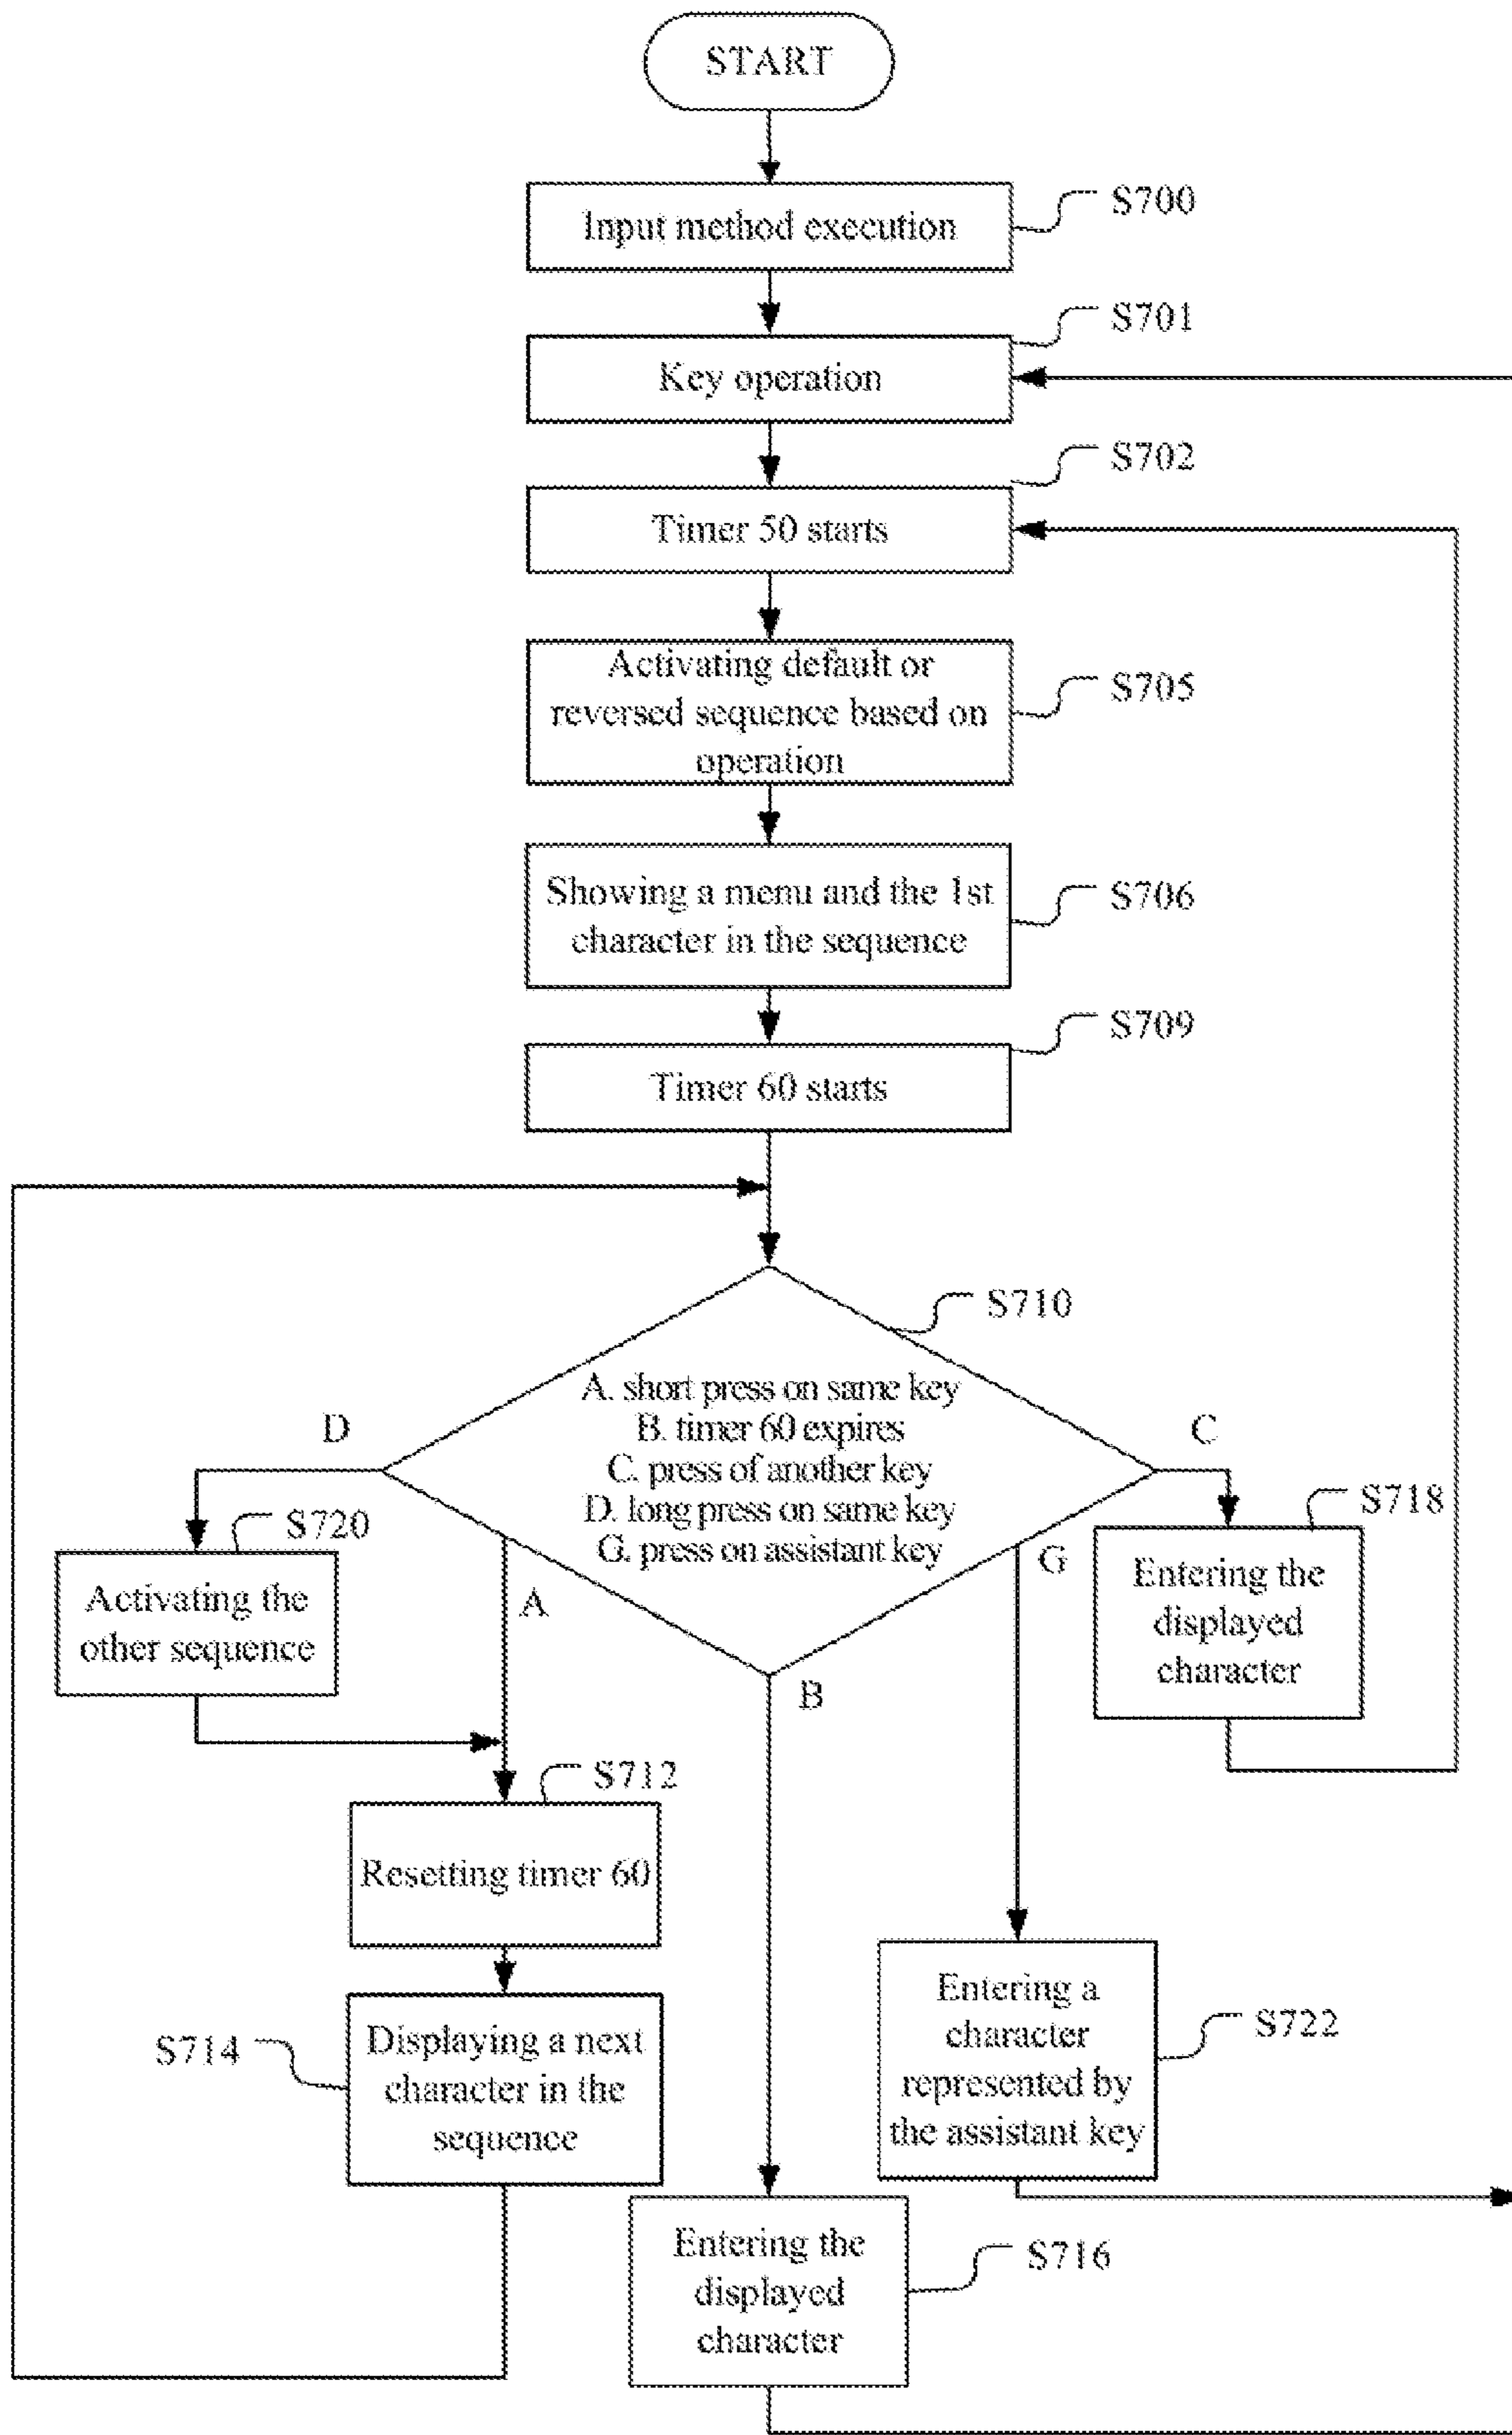 START
Input method execution
S700
S701
Key operation
S702
Timer 50 starts
Activating default or
reversed sequence based on
operation
S705
Showing a menu and the 1st
character in the sequence
S706
S709
Timer 60 starts
S710
A. short press on same key
B. timer 60 expires
C. press of another key
D. long press on same key
G. press on assistant key
D
C
A
B
G
S720
Activating the
other sequence
S718
Entering the
displayed
character
S712
Resetting timer 60
S714
Displaying a next
character in the
sequence
Entering a
character
represented by
the assistant key
S722
Entering the
displayed
character
S716